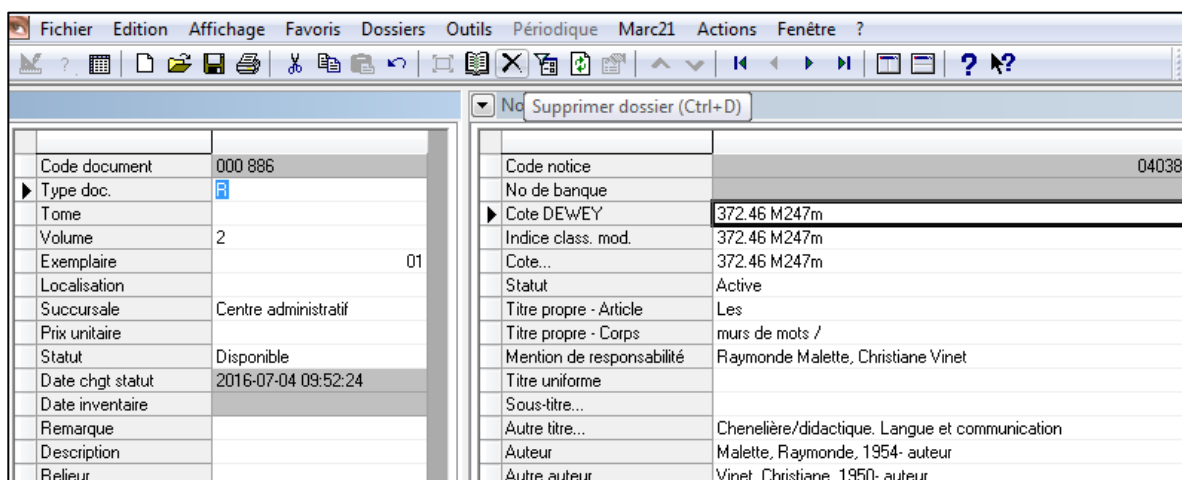 Fichier Edition Affichage Favoris Dossiers Outils Périodique Marc21 Actions Fenêtre ?
No
Supprimer dossier (Ctrl+D)
Code document 000 886
Type doc. R
Tome
Volume 2
Exemplaire 01
Localisation
Succursale Centre administratif
Prix unitaire
Statut Disponible
Date chgt statut 2016-07-04 09:52:24
Date inventaire
Remarque
Description
Relieur
Code notice 04038
No de banque
Cote DEWEY 372.46 M247m
Indice class. mod. 372.46 M247m
Cote... 372.46 M247m
Statut Active
Titre propre - Article Les
Titre propre - Corps murs de mots /
Mention de responsabilité Raymonde Malette, Christiane Vinet
Titre uniforme
Sous-titre...
Autre titre... Chenelière/didactique. Langue et communication
Auteur Malette, Raymonde, 1954- auteur
Autre auteur Vinet, Christiane, 1950- auteur